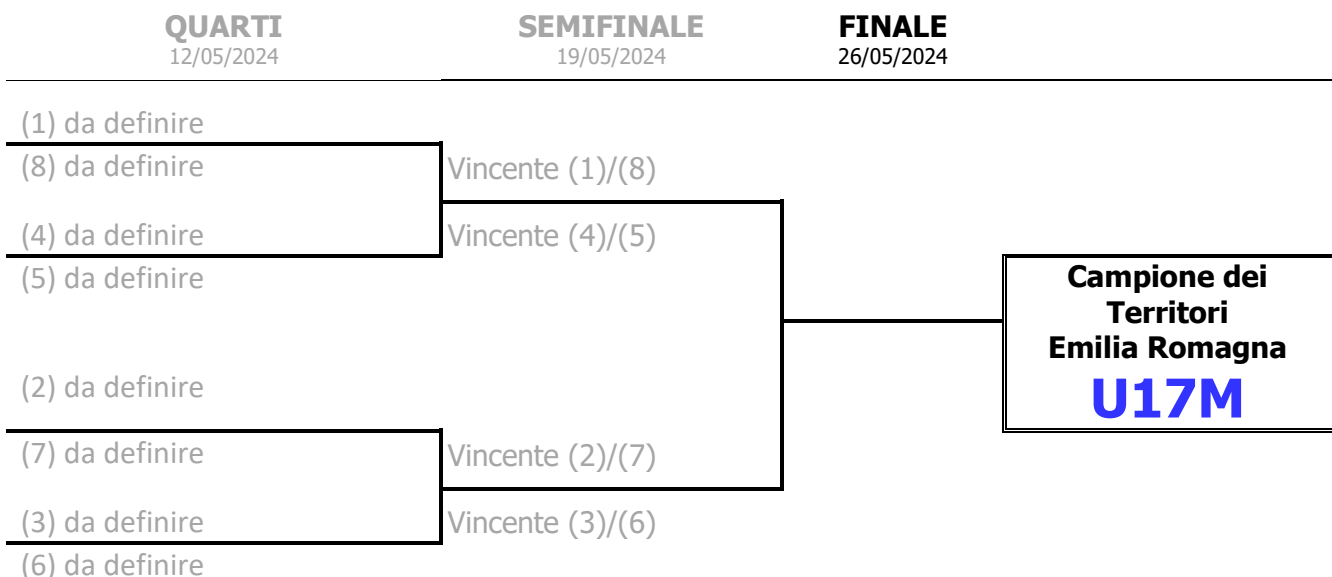 QUARTI
12/05/2024
SEMIFINALE
19/05/2024
FINALE
26/05/2024
(1) da definire
(8) da definire
Vincente (1)/(8)
(4) da definire
Vincente (4)/(5)
(5) da definire
Campione dei
Territori
Emilia Romagna
U17M
(2) da definire
(7) da definire
Vincente (2)/(7)
(3) da definire
Vincente (3)/(6)
(6) da definire